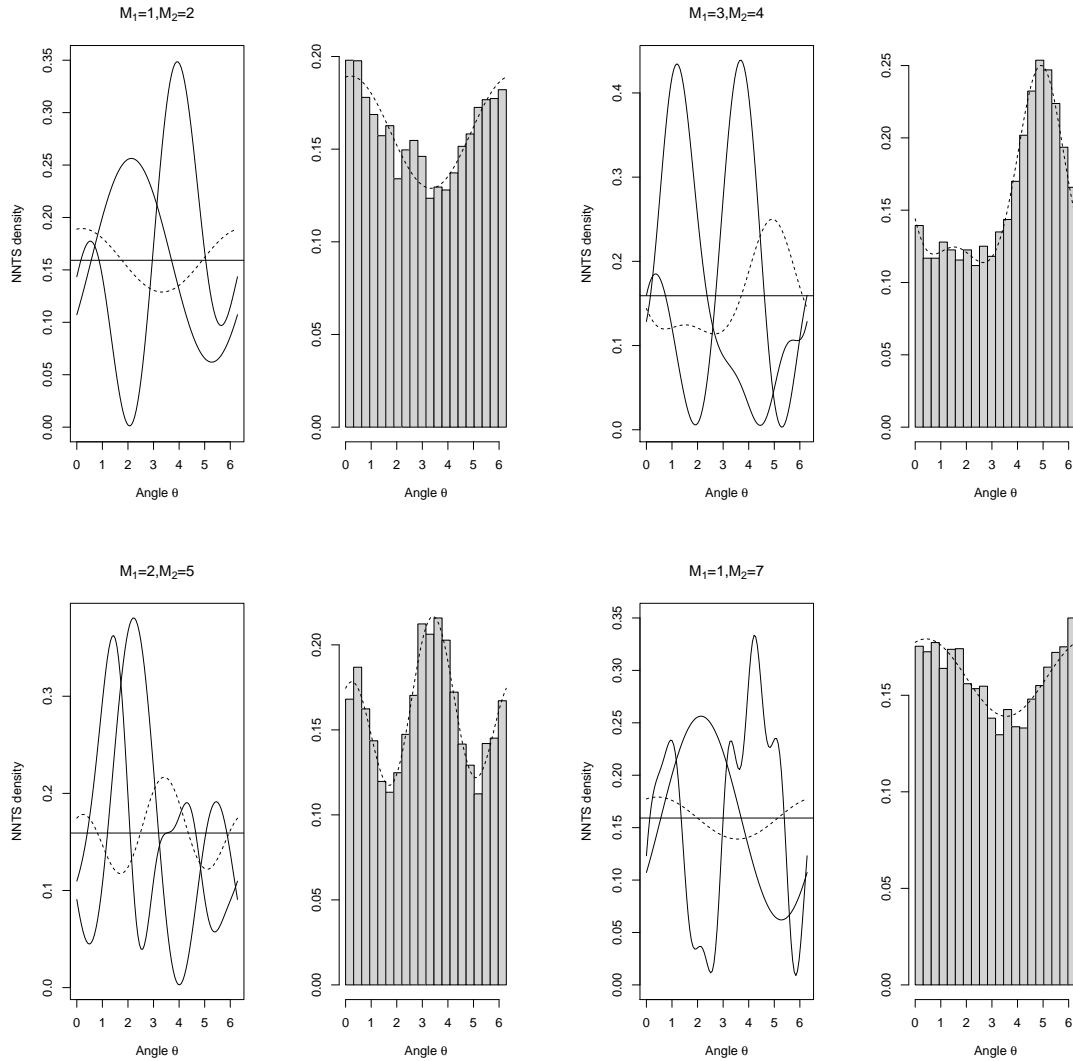 M₁=1,M₂=2
NNTS density
0.00 0.05 0.10 0.15 0.20 0.25 0.30 0.35
0 1 2 3 4 5 6
Angle θ
0.00 0.05 0.10 0.15 0.20
0 1 2 3 4 5 6
Angle θ
M₁=3,M₂=4
NNTS density
0.0 0.1 0.2 0.3 0.4
0 1 2 3 4 5 6
Angle θ
0.00 0.05 0.10 0.15 0.20 0.25
0 1 2 3 4 5 6
Angle θ
M₁=2,M₂=5
NNTS density
0.0 0.1 0.2 0.3
0 1 2 3 4 5 6
Angle θ
0.00 0.05 0.10 0.15 0.20
0 1 2 3 4 5 6
Angle θ
M₁=1,M₂=7
NNTS density
0.00 0.05 0.10 0.15 0.20 0.25 0.30 0.35
0 1 2 3 4 5 6
Angle θ
0.00 0.05 0.10 0.15
0 1 2 3 4 5 6
Angle θ